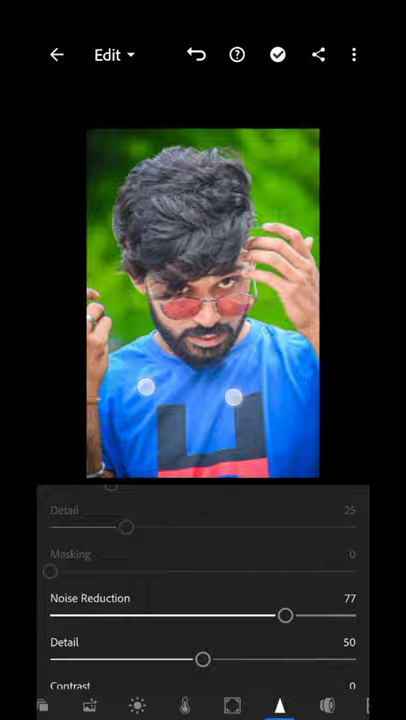 Edit
Detail 25
Masking 0
Noise Reduction 77
Detail 50
Contrast 0